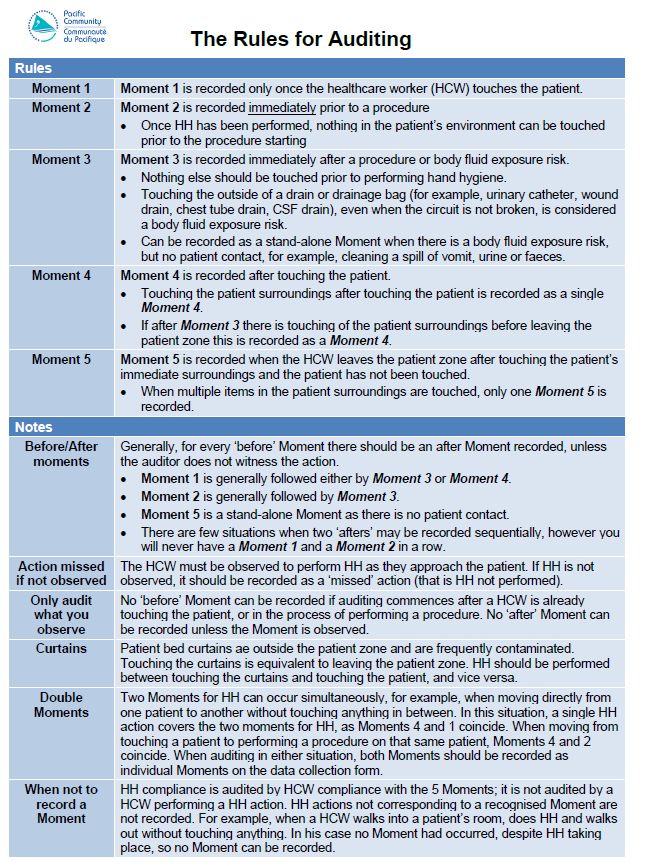 Pacific
Community
Communauté
du Pacifique
The Rules for Auditing
Rules
Moment 1
Moment 1 is recorded only once the healthcare worker (HCW) touches the patient.
Moment 2
Moment 2 is recorded immediately prior to a procedure
• Once HH has been performed, nothing in the patient's environment can be touched
prior to the procedure starting
Moment 3
Moment 3 is recorded immediately after a procedure or body fluid exposure risk.
• Nothing else should be touched prior to performing hand hygiene.
• Touching the outside of a drain or drainage bag (for example, urinary catheter, wound
drain, chest tube drain, CSF drain), even when the circuit is not broken, is considered
a body fluid exposure risk.
• Can be recorded as a stand-alone Moment when there is a body fluid exposure risk,
but no patient contact, for example, cleaning a spill of vomit, urine or faeces.
Moment 4
Moment 4 is recorded after touching the patient.
• Touching the patient surroundings after touching the patient is recorded as a single
Moment 4.
• If after Moment 3 there is touching of the patient surroundings before leaving the
patient zone this is recorded as a Moment 4.
Moment 5
Moment 5 is recorded when the HCW leaves the patient zone after touching the patient's
immediate surroundings and the patient has not been touched.
• When multiple items in the patient surroundings are touched, only one Moment 5 is
recorded.
Notes
Before/After
moments
Generally, for every 'before' Moment there should be an after Moment recorded, unless
the auditor does not witness the action.
• Moment 1 is generally followed either by Moment 3 or Moment 4.
• Moment 2 is generally followed by Moment 3.
• Moment 5 is a stand-alone Moment as there is no patient contact.
• There are few situations when two 'afters' may be recorded sequentially, however you
will never have a Moment 1 and a Moment 2 in a row.
Action missed
if not observed
The HCW must be observed to perform HH as they approach the patient. If HH is not
observed, it should be recorded as a 'missed' action (that is HH not performed).
Only audit
what you
observe
No 'before' Moment can be recorded if auditing commences after a HCW is already
touching the patient, or in the process of performing a procedure. No 'after' Moment can
be recorded unless the Moment is observed.
Curtains
Patient bed curtains ae outside the patient zone and are frequently contaminated.
Touching the curtains is equivalent to leaving the patient zone. HH should be performed
between touching the curtains and touching the patient, and vice versa.
Double
Moments
Two Moments for HH can occur simultaneously, for example, when moving directly from
one patient to another without touching anything in between. In this situation, a single HH
action covers the two moments for HH, as Moments 4 and 1 coincide. When moving from
touching a patient to performing a procedure on that same patient, Moments 4 and 2
coincide. When auditing in either situation, both Moments should be recorded as
individual Moments on the data collection form.
When not to
record a
Moment
HH compliance is audited by HCW compliance with the 5 Moments; it is not audited by a
HCW performing a HH action. HH actions not corresponding to a recognised Moment are
not recorded. For example, when a HCW walks into a patient's room, does HH and walks
out without touching anything. In his case no Moment had occurred, despite HH taking
place, so no Moment can be recorded.